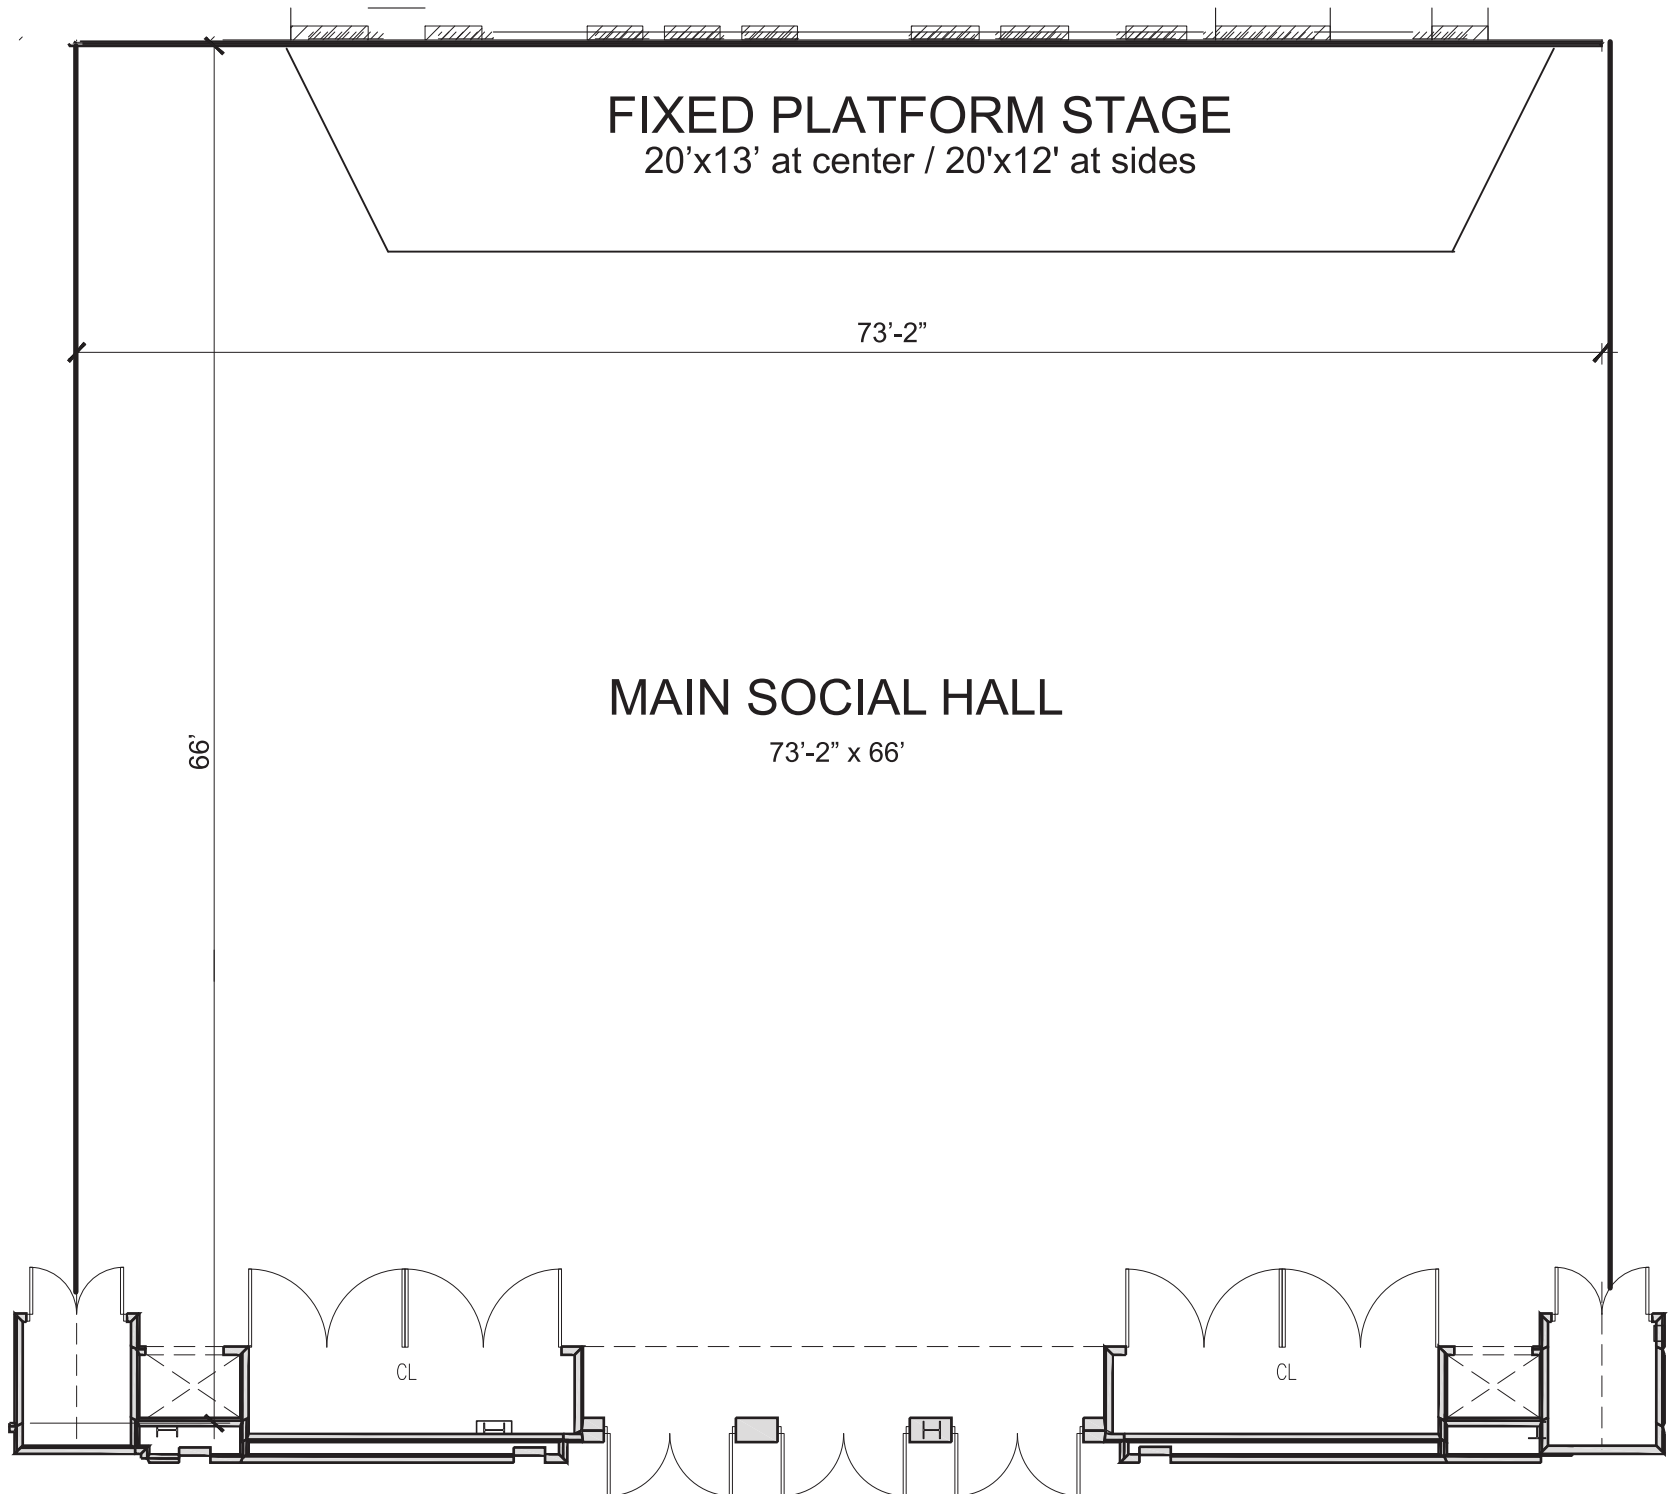 FIXED PLATFORM STAGE
20’x13’ at center / 20'x12' at sides
73’-2”
66’
MAIN SOCIAL HALL
73’-2” x 66’
CL
CL